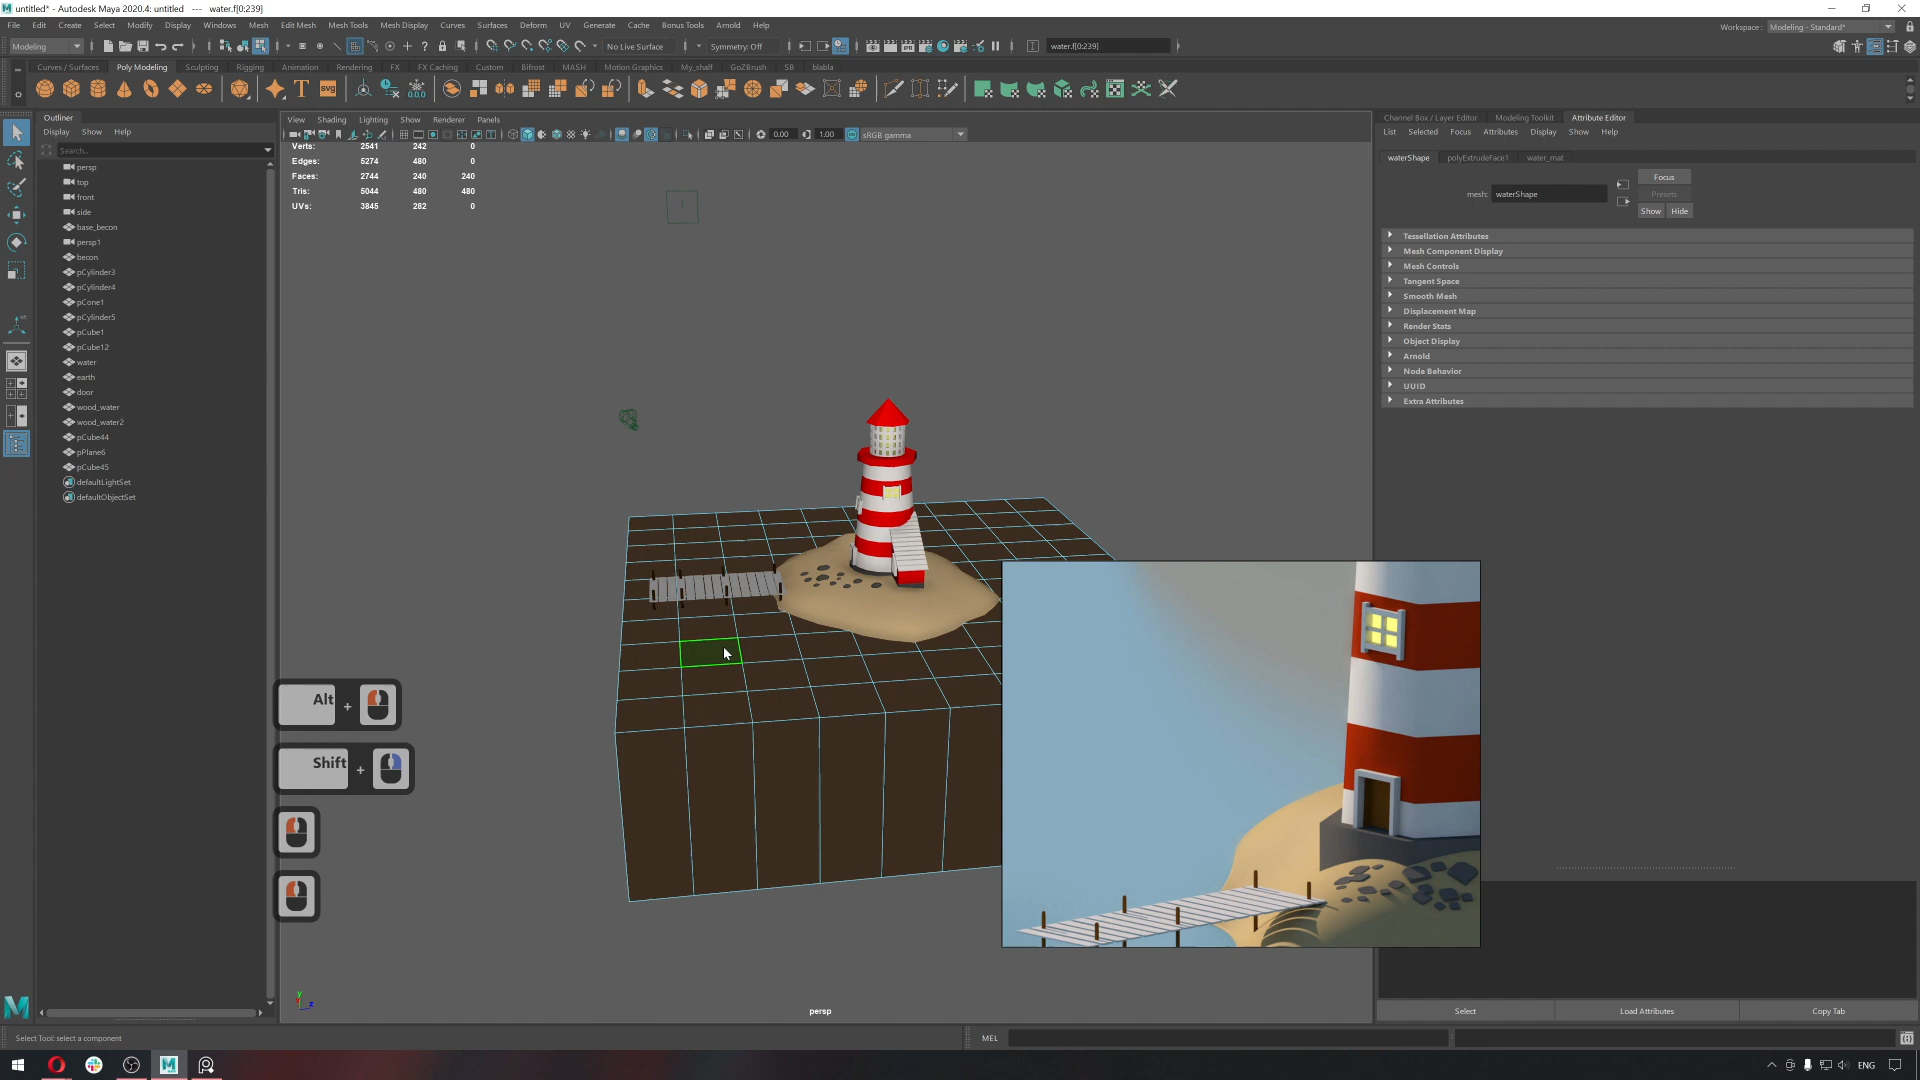 untitled* - Autodesk Maya 2020.4: untitled   ---   water.f[0:239]
File Edit Create Select Modify Display Windows Mesh Edit Mesh Mesh Tools Mesh Display Curves Surfaces Deform UV Generate Cache Bonus Tools Arnold Help
Workspace : Modeling - Standard*
Modeling
No Live Surface
Symmetry: Off
water.f[0:239]
Curves / Surfaces Poly Modeling Sculpting Rigging Animation Rendering FX FX Caching Custom Bifrost MASH Motion Graphics My_shelf GoZBrush SB blabla
SVG
0,0,0
Outliner
Display Show Help
Search...
persp
top
front
side
base_becon
persp1
becon
pCylinder3
pCylinder4
pCone1
pCylinder5
pCube1
pCube12
water
earth
door
wood_water
wood_water2
pCube44
pPlane6
pCube45
defaultLightSet
defaultObjectSet
View Shading Lighting Show Renderer Panels
0.00
1.00
sRGB gamma
Verts: 2541 242 0
Edges: 5274 480 0
Faces: 2744 240 240
Tris: 5044 480 480
UVs: 3845 282 0
Alt +
Shift +
persp
Channel Box / Layer Editor Modeling Toolkit Attribute Editor
List Selected Focus Attributes Display Show Help
waterShape polyExtrudeFace1 water_mat
mesh: waterShape
Focus
Presets
Show Hide
Tessellation Attributes
Mesh Component Display
Mesh Controls
Tangent Space
Smooth Mesh
Displacement Map
Render Stats
Object Display
Arnold
Node Behavior
UUID
Extra Attributes
Select Load Attributes Copy Tab
Select Tool: select a component
MEL
ENG